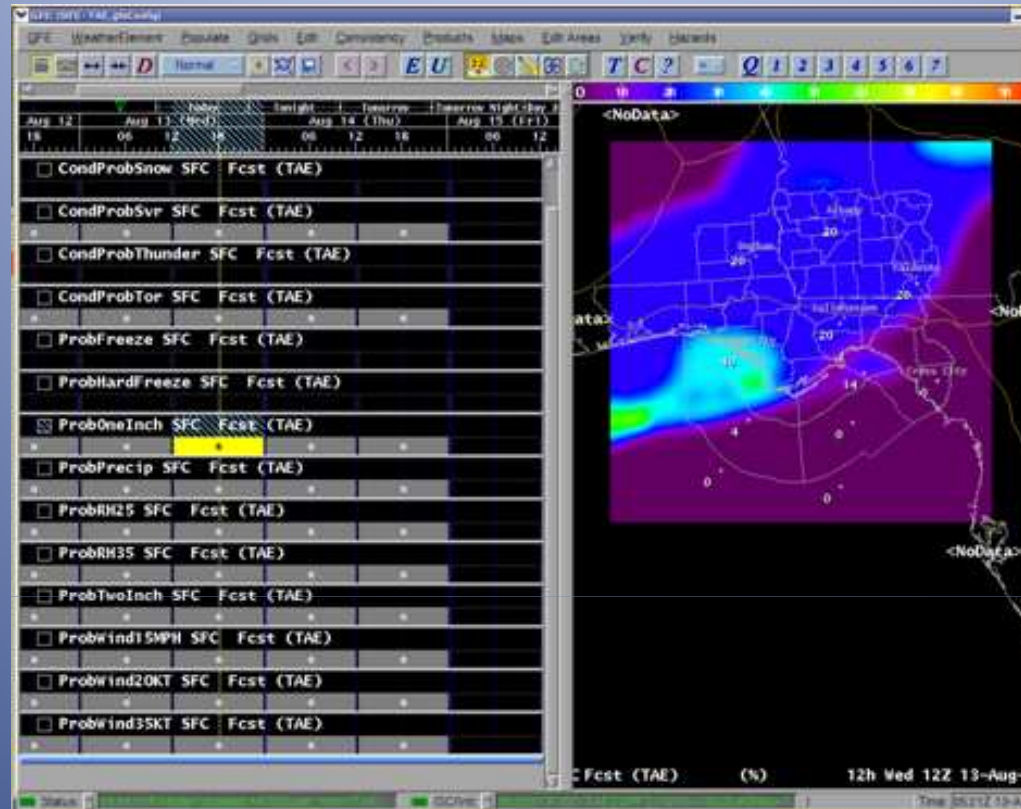 GFE WeatherElement Populate Grids Edit Consistency Products Maps Edit Areas Verify Hazards
D Normal E U T C ? Q 1 2 3 4 5 6 7
Today Tonight Tomorrow Tomorrow Night
Aug 12 Aug 13 (Wed) Aug 14 (Thu) Aug 15 (Fri)
18 06 12 18 06 12 18 06 12
CondProbSnow SFC Fcst (TAE)
CondProbSvr SFC Fcst (TAE)
CondProbThunder SFC Fcst (TAE)
CondProbTor SFC Fcst (TAE)
ProbFreeze SFC Fcst (TAE)
ProbHardFreeze SFC Fcst (TAE)
ProbOneInch SFC Fcst (TAE)
ProbPrecip SFC Fcst (TAE)
ProbRH25 SFC Fcst (TAE)
ProbRH35 SFC Fcst (TAE)
ProbTwoInch SFC Fcst (TAE)
ProbWind15MPH SFC Fcst (TAE)
ProbWind20KT SFC Fcst (TAE)
ProbWind35KT SFC Fcst (TAE)
Status
<NoData>
Albany
20
20
Valdosta
20
ata>
<No
Tallahassee
20
Cross City
14
0
4
0
0
0
<NoData>
C Fcst (TAE) (%) 12h Wed 12Z 13-Aug-